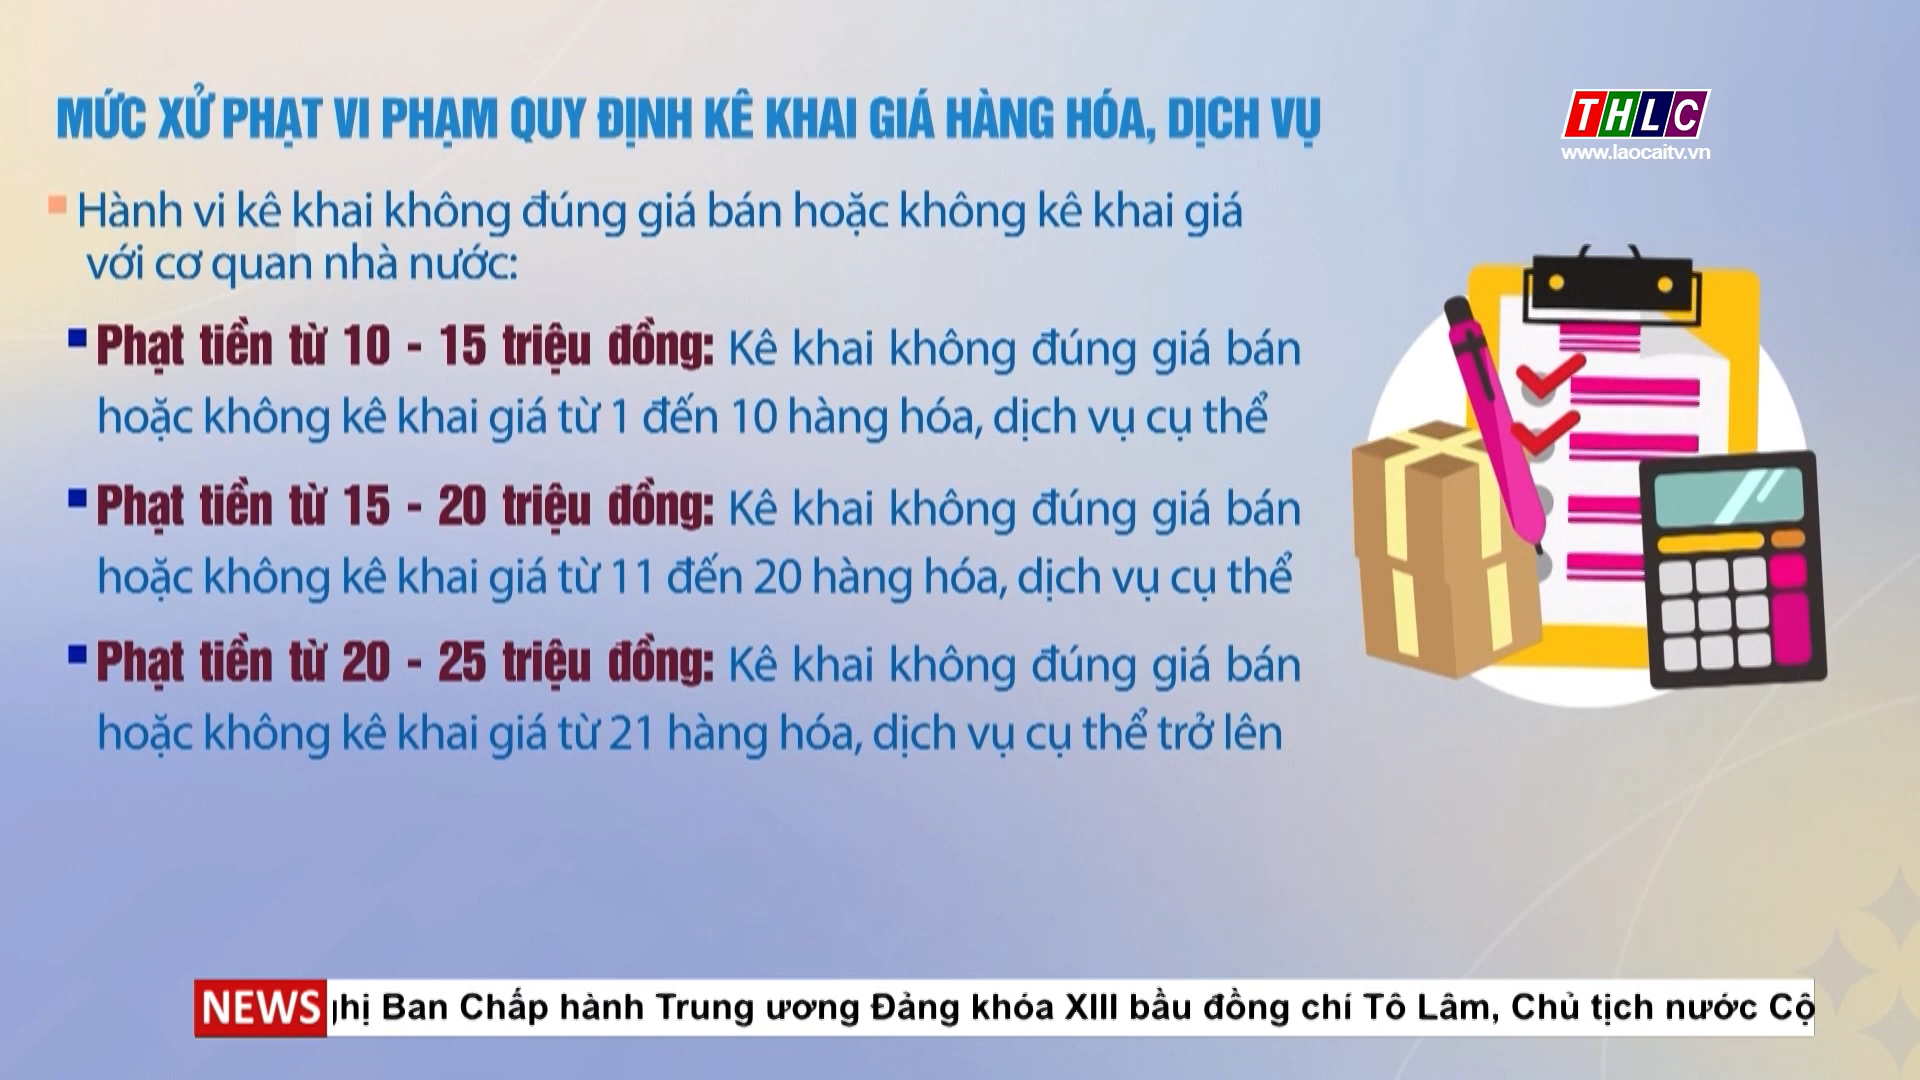 MỨC XỬ PHẠT VI PHẠM QUY ĐỊNH KÊ KHAI GIÁ HÀNG HÓA, DỊCH VỤ
THLC
www.laocaitv.vn
Hành vi kê khai không đúng giá bán hoặc không kê khai giá
với cơ quan nhà nước:
Phạt tiền từ 10 - 15 triệu đồng: Kê khai không đúng giá bán
hoặc không kê khai giá từ 1 đến 10 hàng hóa, dịch vụ cụ thể
Phạt tiền từ 15 - 20 triệu đồng: Kê khai không đúng giá bán
hoặc không kê khai giá từ 11 đến 20 hàng hóa, dịch vụ cụ thể
Phạt tiền từ 20 - 25 triệu đồng: Kê khai không đúng giá bán
hoặc không kê khai giá từ 21 hàng hóa, dịch vụ cụ thể trở lên
NEWS hị Ban Chấp hành Trung ương Đảng khóa XIII bầu đồng chí Tô Lâm, Chủ tịch nước Cộ